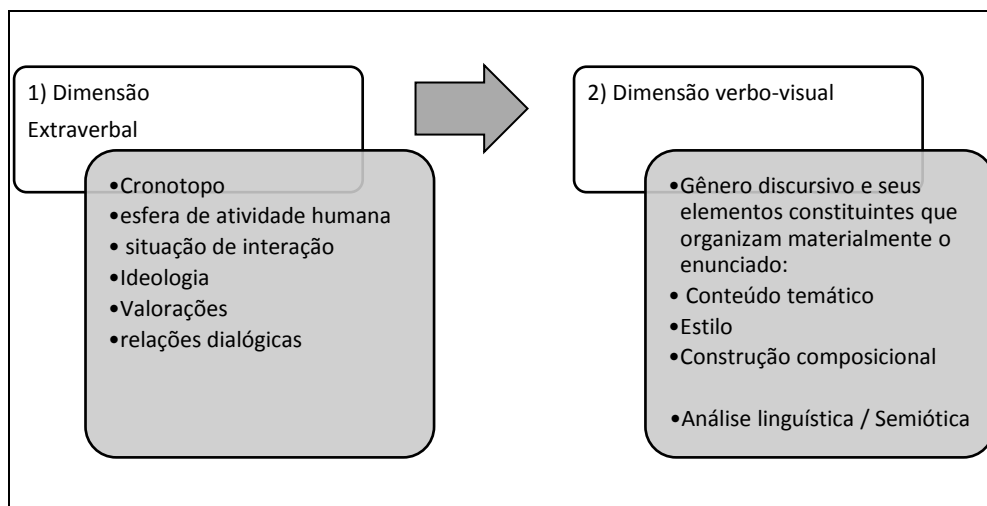 1) Dimensão
Extraverbal
•Cronotopo
•esfera de atividade humana
• situação de interação
•Ideologia
•Valorações
•relações dialógicas
2) Dimensão verbo-visual
•Gênero discursivo e seus
elementos constituintes que
organizam materialmente o
enunciado:
• Conteúdo temático
•Estilo
•Construção composicional
•Análise linguística / Semiótica